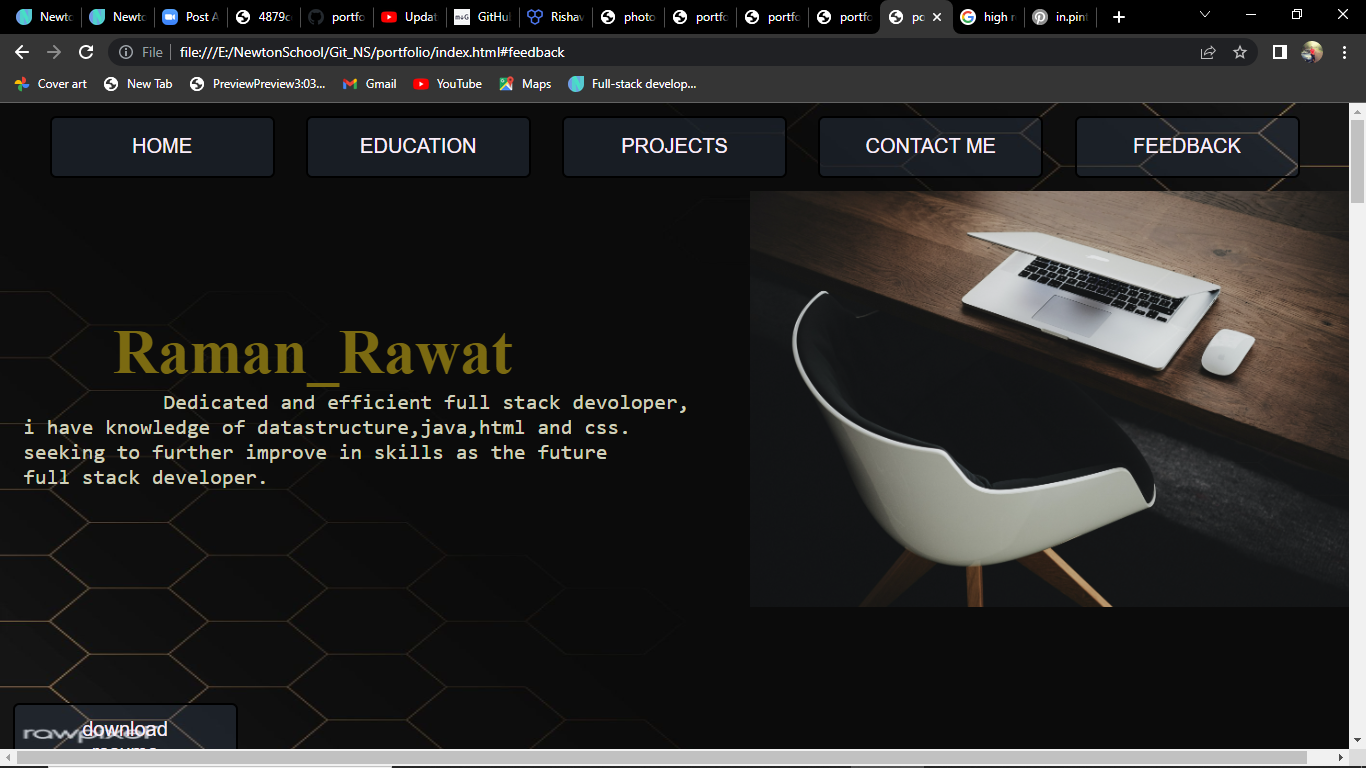 Newto
Newto
Post A
4879c
portfo
Updat
GitHu
Rishav
photo
portfo
portfo
portfo
po
high r
in.pin
File
file:///E:/NewtonSchool/Git_NS/portfolio/index.html#feedback
Cover art
New Tab
PreviewPreview3:03...
Gmail
YouTube
Maps
Full-stack develop...
HOME
EDUCATION
PROJECTS
CONTACT ME
FEEDBACK
Raman_Rawat
Dedicated and efficient full stack devoloper,
i have knowledge of datastructure,java,html and css.
seeking to further improve in skills as the future
full stack developer.
download
rawpixel